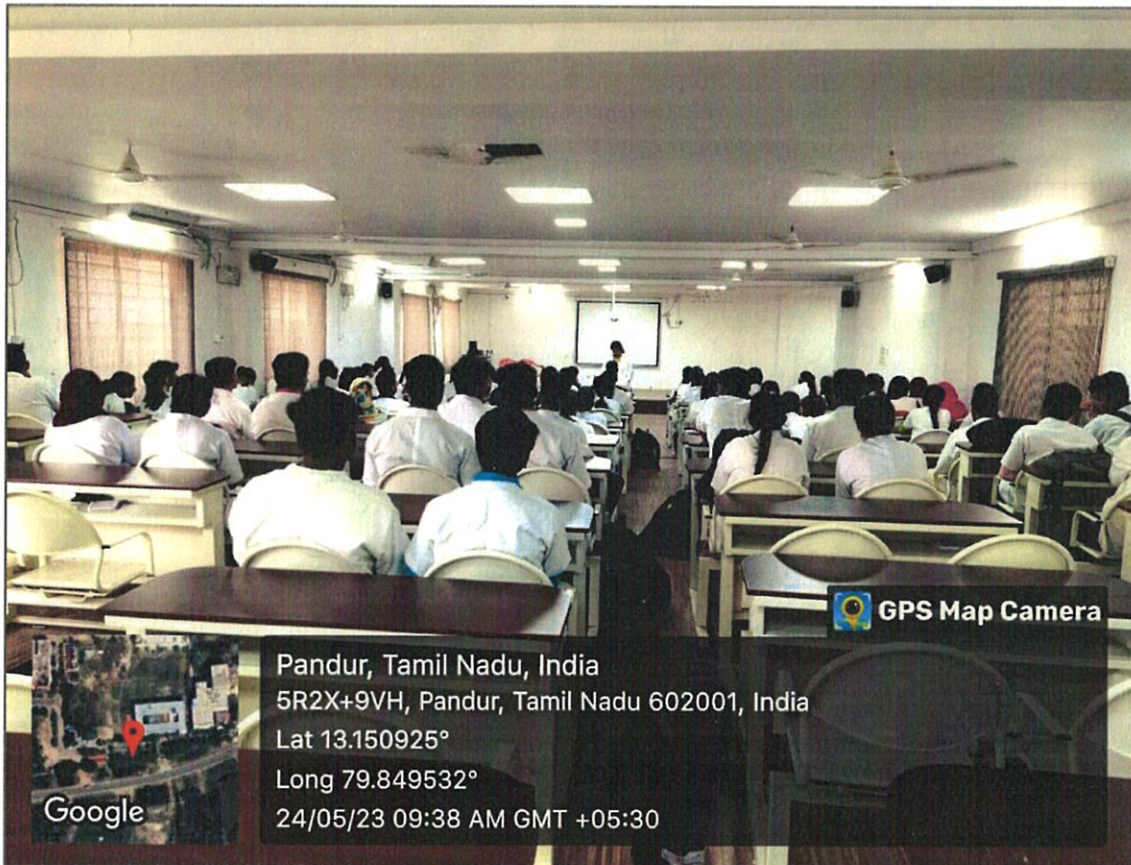 GPS Map Camera
Pandur, Tamil Nadu, India
5R2X+9VH, Pandur, Tamil Nadu 602001, India
Lat 13.150925°
Long 79.849532°
24/05/23 09:38 AM GMT +05:30
Google